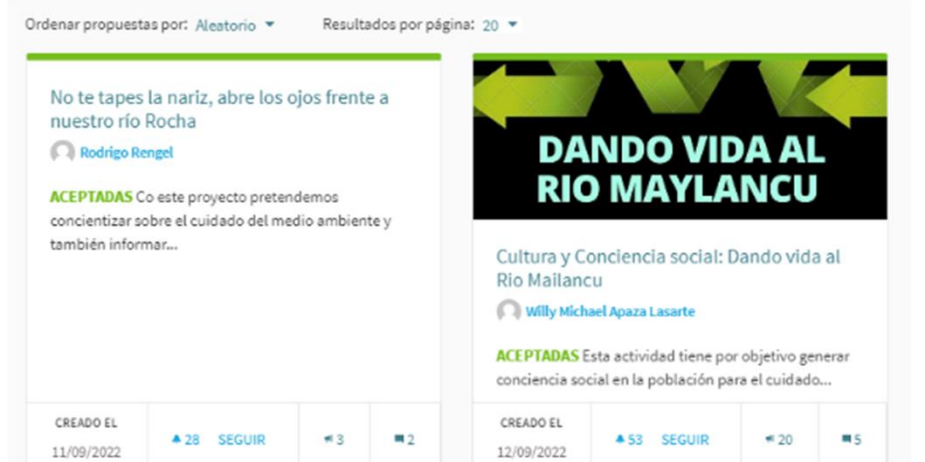 Ordenar propuestas por: Aleatorio
Resultados por página: 20
No te tapes la nariz, abre los ojos frente a
nuestro río Rocha
Rodrigo Rengel
ACEPTADAS Co este proyecto pretendemos
concientizar sobre el cuidado del medio ambiente y
también informar...
CREADO EL
11/09/2022
28 SEGUIR
3
2
DANDO VIDA AL
RIO MAYLANCU
Cultura y Conciencia social: Dando vida al
Rio Mailancu
Willy Michael Apaza Lasarte
ACEPTADAS Esta actividad tiene por objetivo generar
conciencia social en la población para el cuidado...
CREADO EL
12/09/2022
53 SEGUIR
20
5